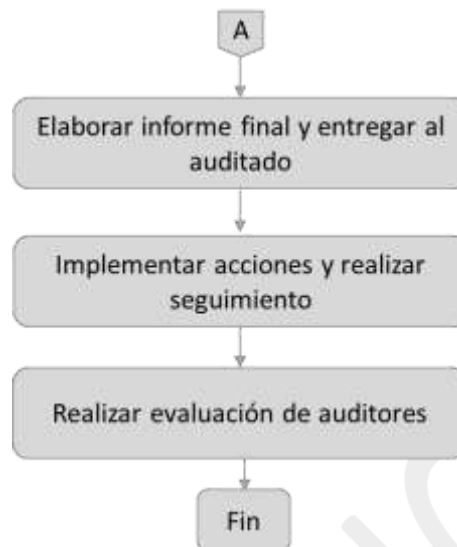 A
Elaborar informe final y entregar al
auditado
Implementar acciones y realizar
seguimiento
Realizar evaluación de auditores
Fin